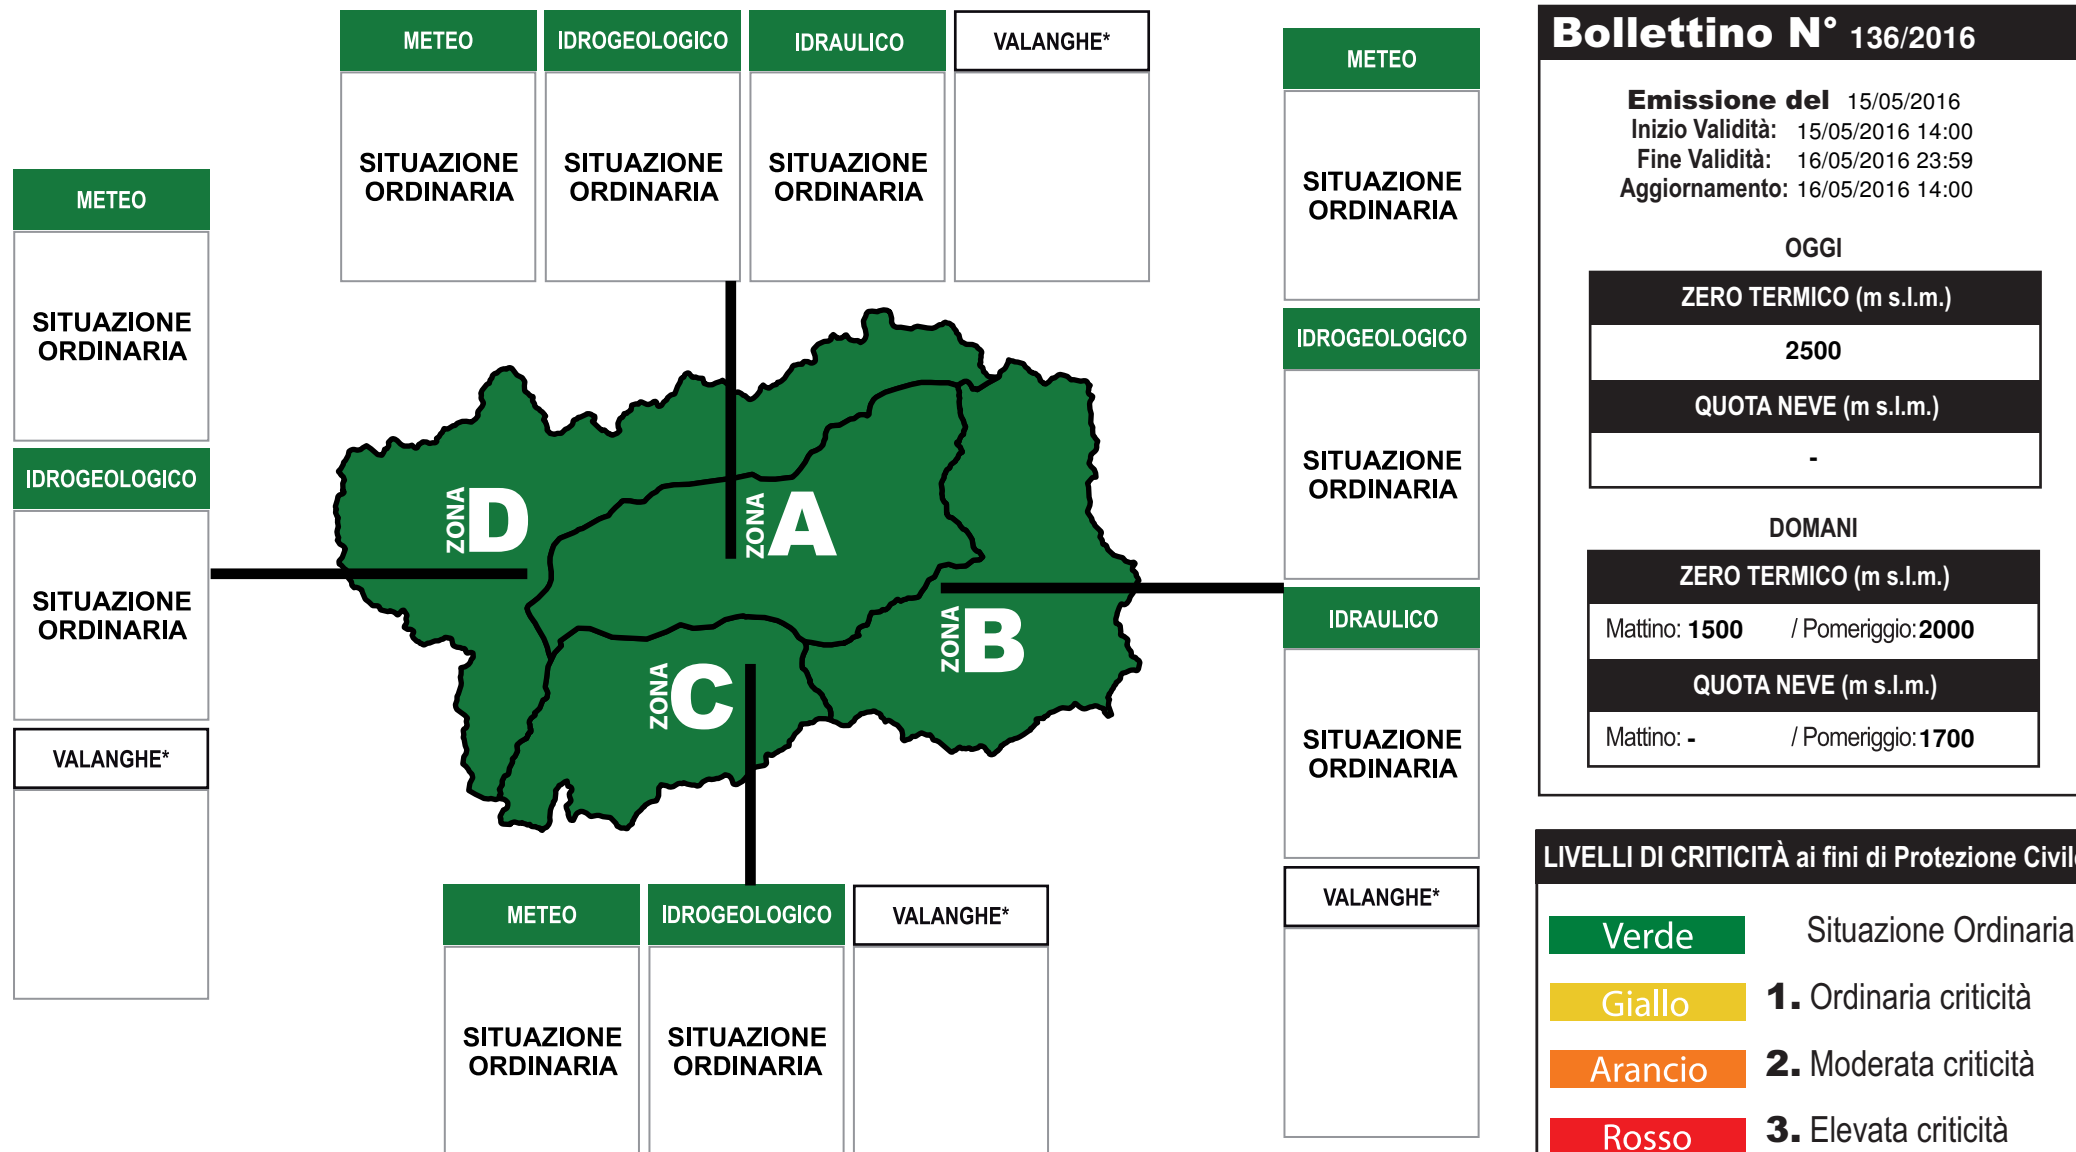 METEO
IDROGEOLOGICO
IDRAULICO
VALANGHE*
SITUAZIONE
ORDINARIA
SITUAZIONE
ORDINARIA
SITUAZIONE
ORDINARIA
METEO
SITUAZIONE
ORDINARIA
IDROGEOLOGICO
SITUAZIONE
ORDINARIA
VALANGHE*
ZONA D
ZONA A
ZONA B
ZONA C
METEO
SITUAZIONE
ORDINARIA
IDROGEOLOGICO
SITUAZIONE
ORDINARIA
IDRAULICO
SITUAZIONE
ORDINARIA
VALANGHE*
METEO
IDROGEOLOGICO
VALANGHE*
SITUAZIONE
ORDINARIA
SITUAZIONE
ORDINARIA
Bollettino N° 136/2016
Emissione del 15/05/2016
Inizio Validità: 15/05/2016 14:00
Fine Validità: 16/05/2016 23:59
Aggiornamento: 16/05/2016 14:00
OGGI
ZERO TERMICO (m s.l.m.)
2500
QUOTA NEVE (m s.l.m.)
-
DOMANI
ZERO TERMICO (m s.l.m.)
Mattino: 1500 / Pomeriggio: 2000
QUOTA NEVE (m s.l.m.)
Mattino: - / Pomeriggio: 1700
LIVELLI DI CRITICITÀ ai fini di Protezione Civile
Verde Situazione Ordinaria
Giallo 1. Ordinaria criticità
Arancio 2. Moderata criticità
Rosso 3. Elevata criticità